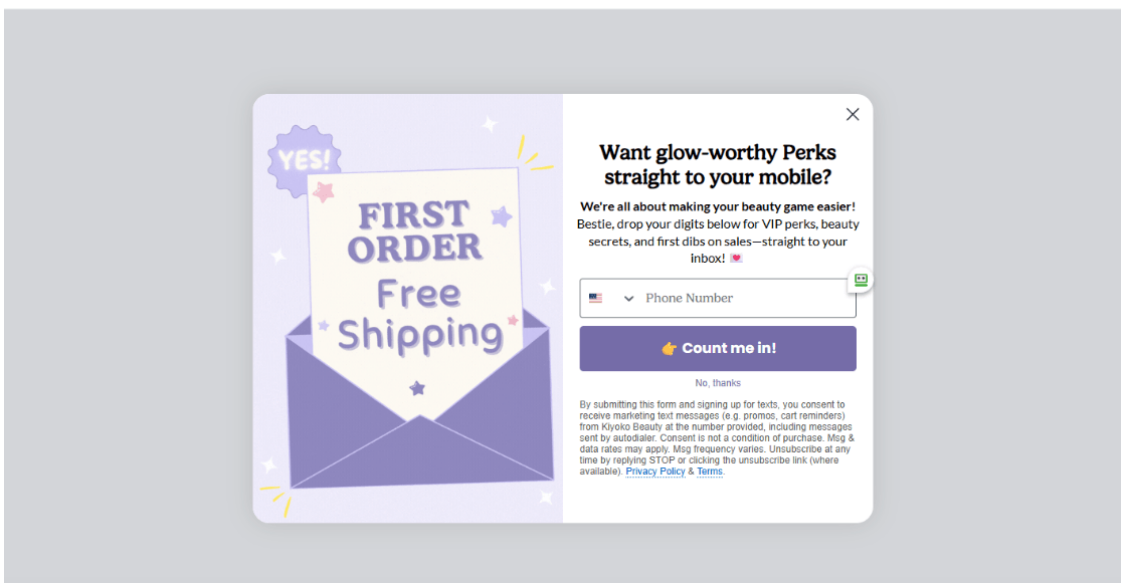 YES!
FIRST
ORDER
Free
Shipping
Want glow-worthy Perks
straight to your mobile?
We're all about making your beauty game easier!
Bestie, drop your digits below for VIP perks, beauty
secrets, and first dibs on sales—straight to your
inbox! 💌
Phone Number
👉 Count me in!
No, thanks
By submitting this form and signing up for texts, you consent to
receive marketing text messages (e.g. promos, cart reminders)
from Kiyoko Beauty at the number provided, including messages
sent by autodialer. Consent is not a condition of purchase. Msg &
data rates may apply. Msg frequency varies. Unsubscribe at any
time by replying STOP or clicking the unsubscribe link (where
available). Privacy Policy & Terms.